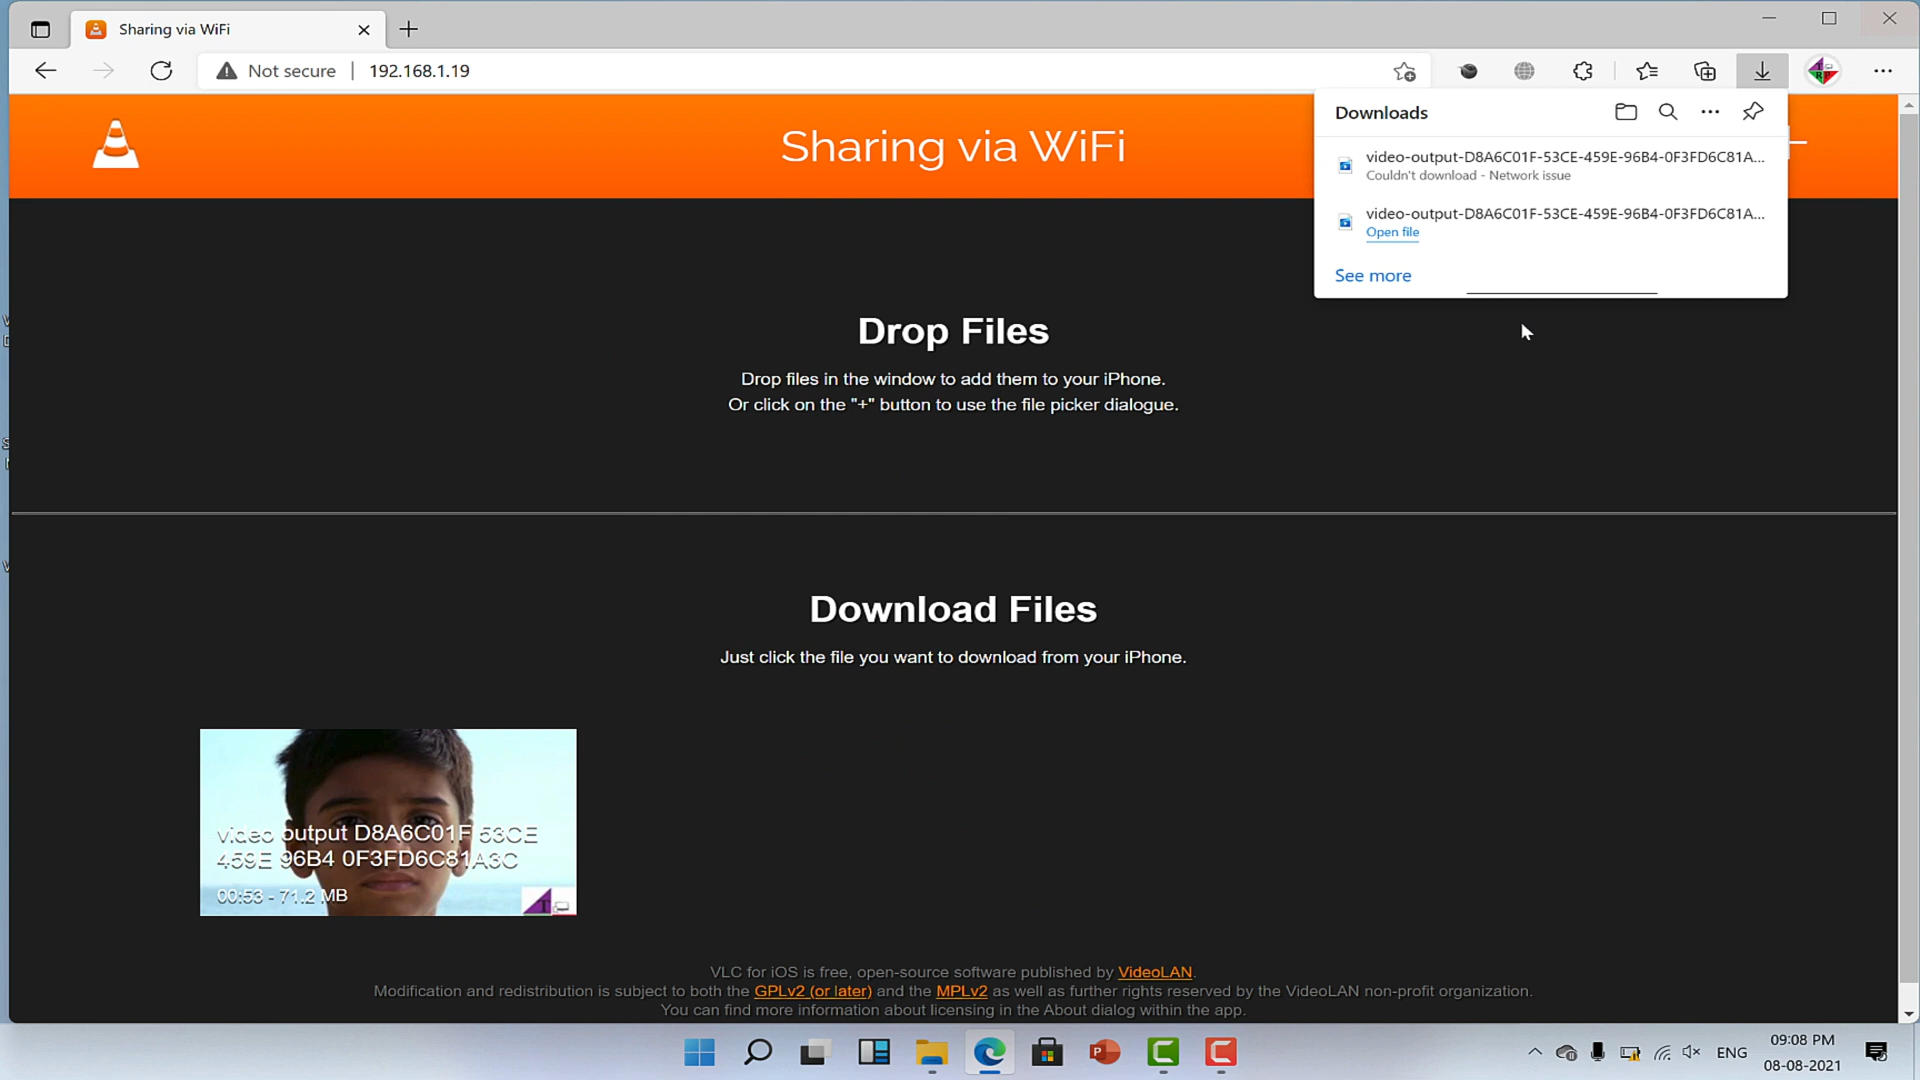 Sharing via WiFi
Not secure
192.168.1.19
Sharing via WiFi
Downloads
video-output-D8A6C01F-53CE-459E-96B4-0F3FD6C81A...
Couldn't download - Network issue
video-output-D8A6C01F-53CE-459E-96B4-0F3FD6C81A...
Open file
See more
Drop Files
Drop files in the window to add them to your iPhone.
Or click on the "+" button to use the file picker dialogue.
Download Files
Just click the file you want to download from your iPhone.
video output D8A6C01F 53CE
459E 96B4 0F3FD6C81A3C
00:53 - 71.2 MB
VLC for iOS is free, open-source software published by VideoLAN.
Modification and redistribution is subject to both the GPLv2 (or later) and the MPLv2 as well as further rights reserved by the VideoLAN non-profit organization.
You can find more information about licensing in the About dialog within the app.
ENG
09:08 PM
08-08-2021